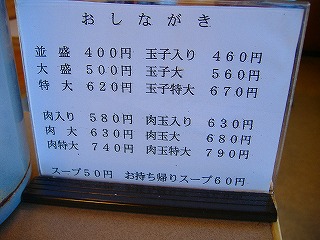 おしながき
並盛 400円 玉子入り 460円
大盛 500円 玉子大 560円
特大 620円 玉子特大 670円
肉入り 580円 肉玉入り 630円
肉大 630円 肉玉大 680円
肉特大 740円 肉玉特大 790円
スープ50円 お持ち帰りスープ60円